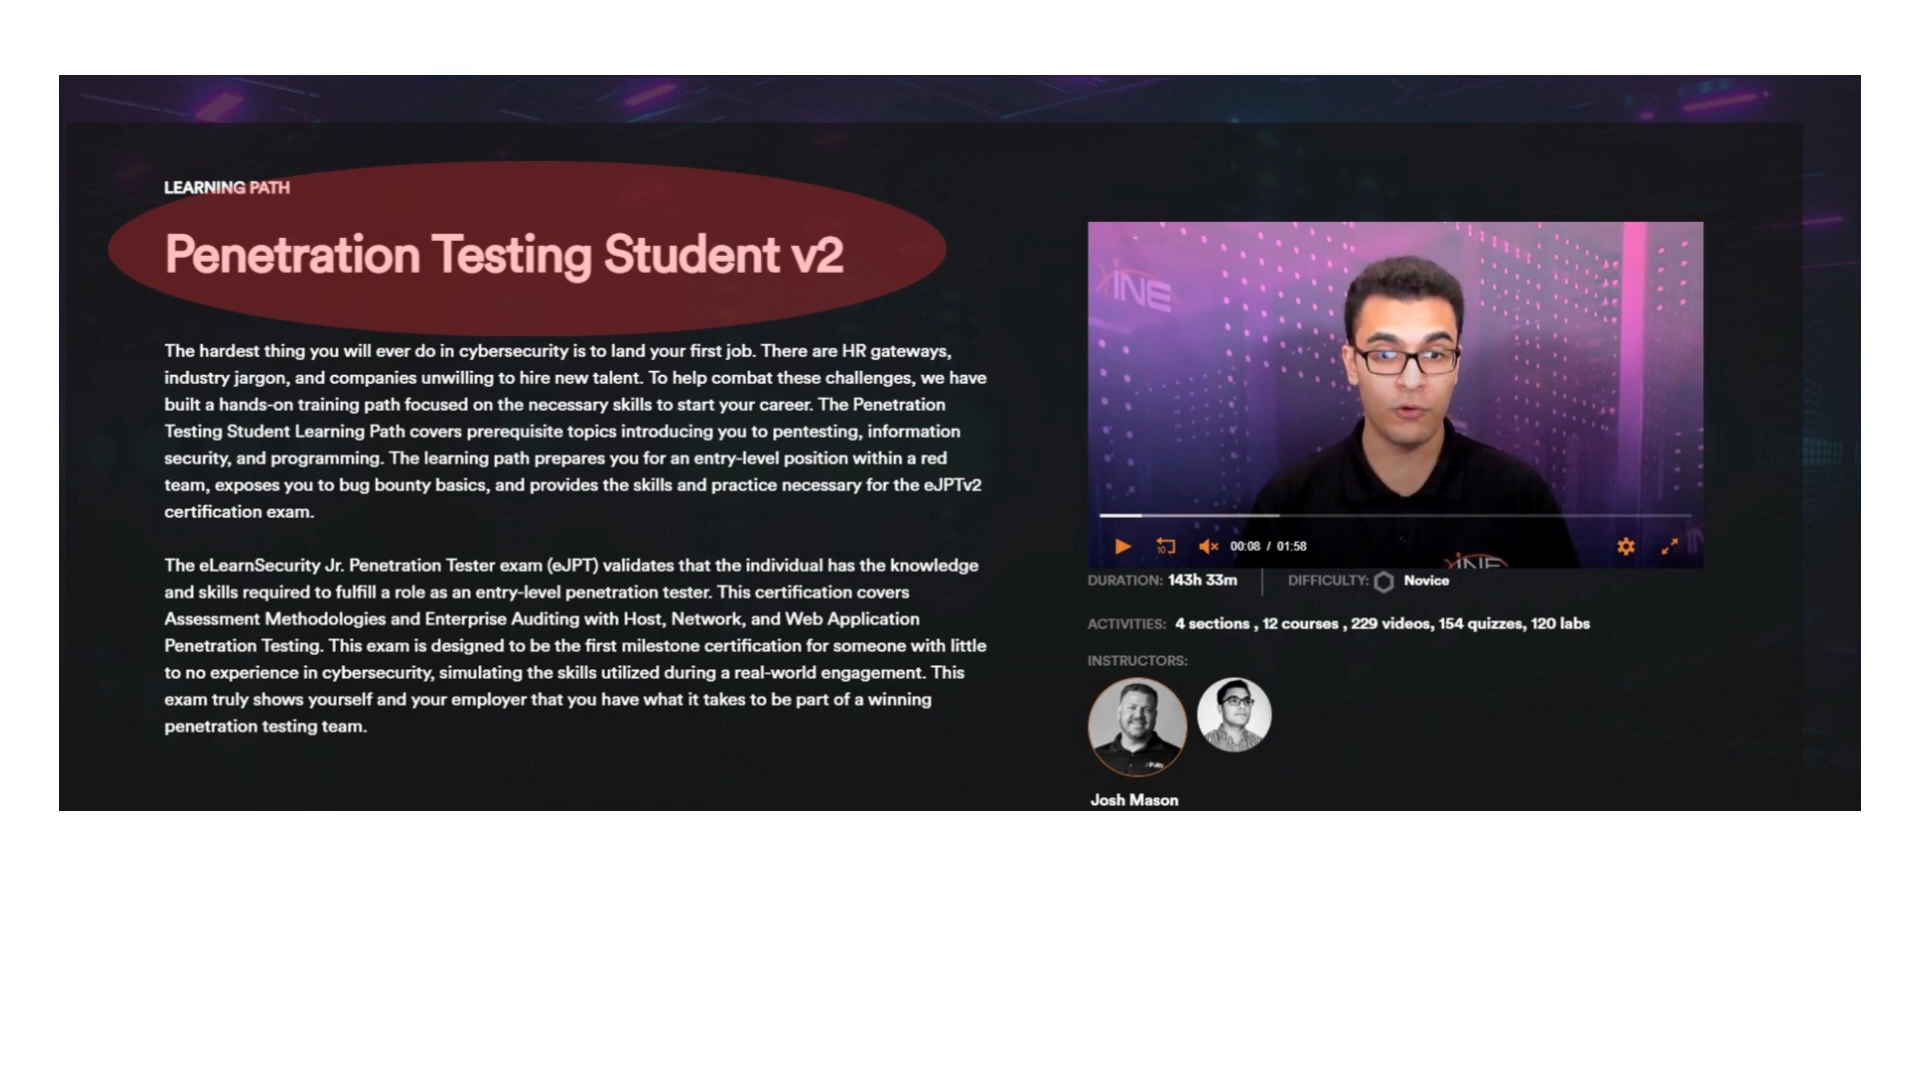 LEARNING PATH
Penetration Testing Student v2
The hardest thing you will ever do in cybersecurity is to land your first job. There are HR gateways,
industry jargon, and companies unwilling to hire new talent. To help combat these challenges, we have
built a hands-on training path focused on the necessary skills to start your career. The Penetration
Testing Student Learning Path covers prerequisite topics introducing you to pentesting, information
security, and programming. The learning path prepares you for an entry-level position within a red
team, exposes you to bug bounty basics, and provides the skills and practice necessary for the eJPTv2
certification exam.
The eLearnSecurity Jr. Penetration Tester exam (eJPT) validates that the individual has the knowledge
and skills required to fulfill a role as an entry-level penetration tester. This certification covers
Assessment Methodologies and Enterprise Auditing with Host, Network, and Web Application
Penetration Testing. This exam is designed to be the first milestone certification for someone with little
to no experience in cybersecurity, simulating the skills utilized during a real-world engagement. This
exam truly shows yourself and your employer that you have what it takes to be part of a winning
penetration testing team.
INE
10
00:08 / 01:58
INE
DURATION: 143h 33m DIFFICULTY: Novice
ACTIVITIES: 4 sections , 12 courses , 229 videos, 154 quizzes, 120 labs
INSTRUCTORS:
Josh Mason